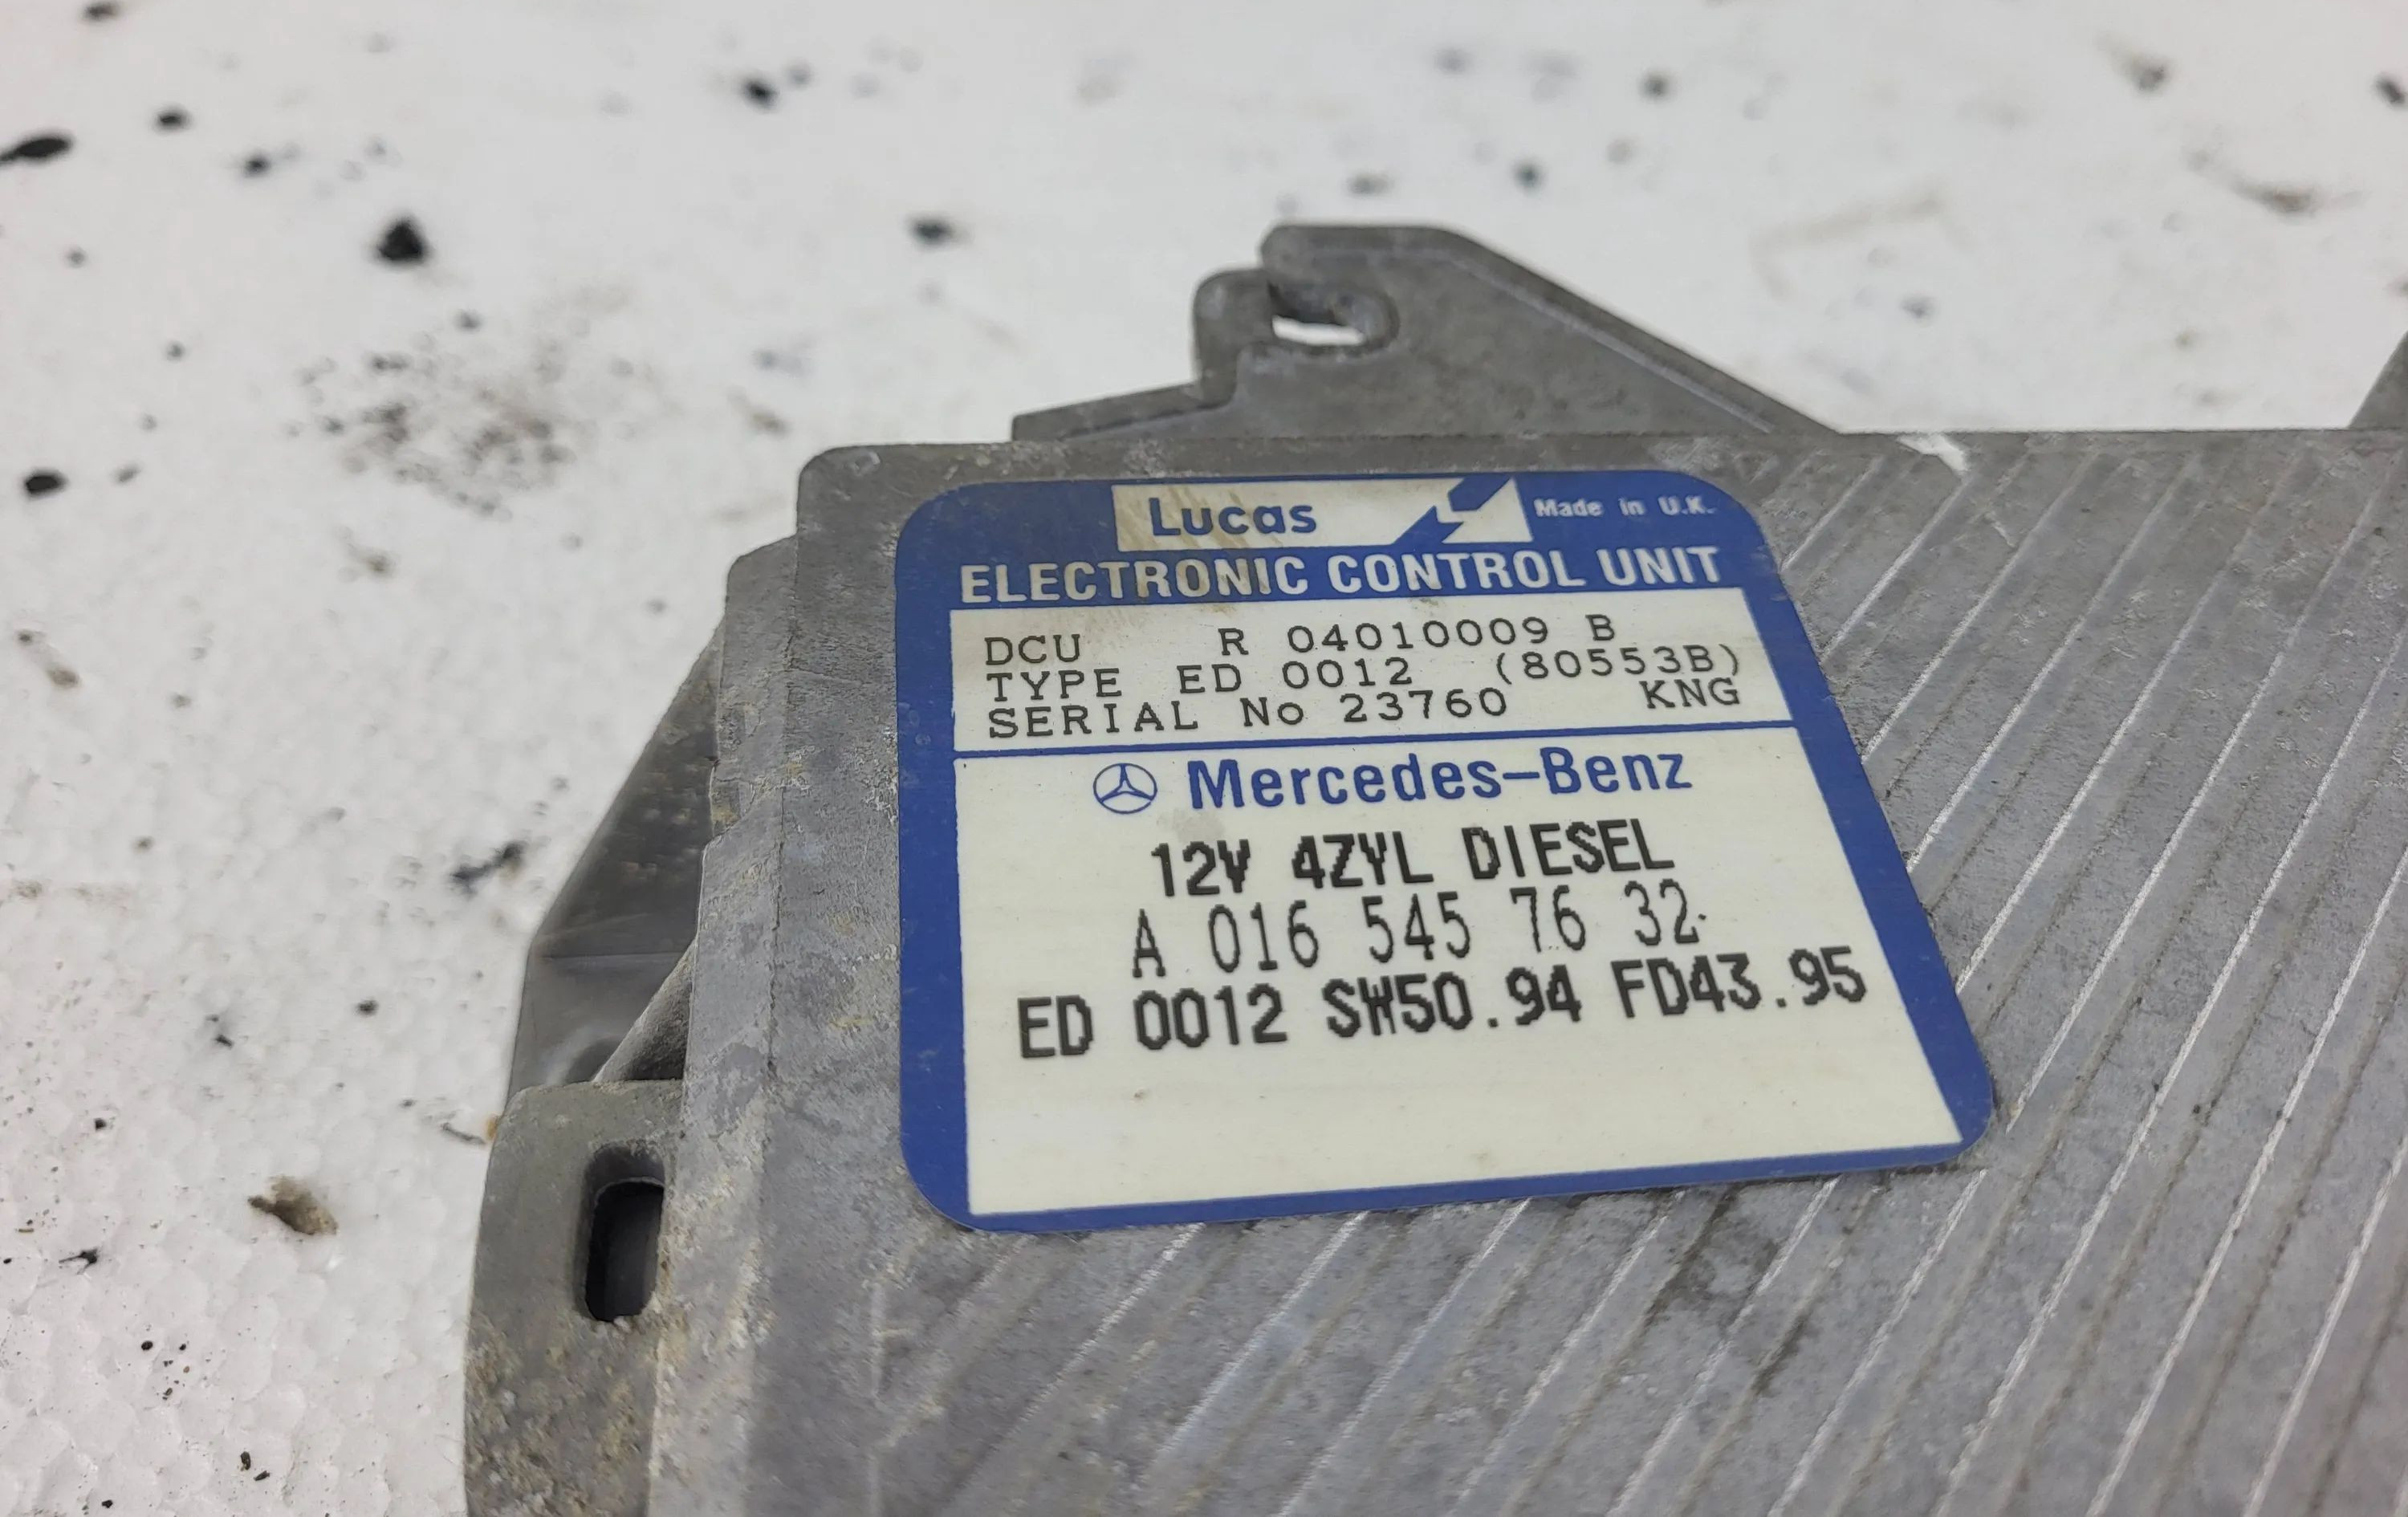 Lucas Made in U.K.
ELECTRONIC CONTROL UNIT
DCU R 04010009 B
TYPE ED 0012 (80553B)
SERIAL No 23760 KNG
Mercedes-Benz
12V 4ZYL DIESEL
A 016 545 76 32
ED 0012 SW50.94 FD43.95